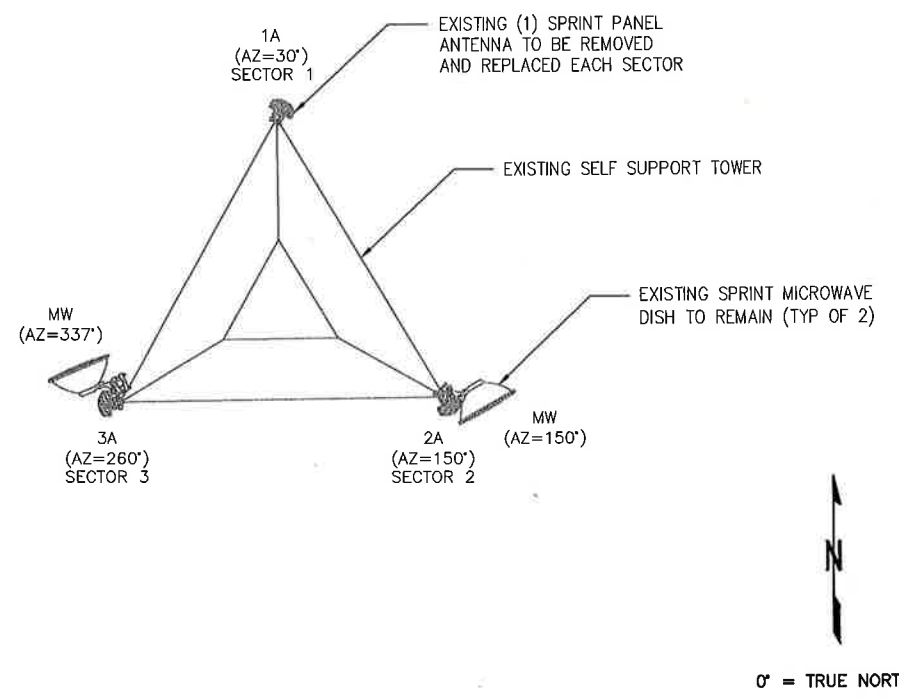 1A
(AZ=30°)
SECTOR 1
EXISTING (1) SPRINT PANEL
ANTENNA TO BE REMOVED
AND REPLACED EACH SECTOR
EXISTING SELF SUPPORT TOWER
EXISTING SPRINT MICROWAVE
DISH TO REMAIN (TYP OF 2)
MW
(AZ=337°)
3A
(AZ=260°)
SECTOR 3
2A
(AZ=150°)
SECTOR 2
MW
(AZ=150°)
N
0° = TRUE NORT